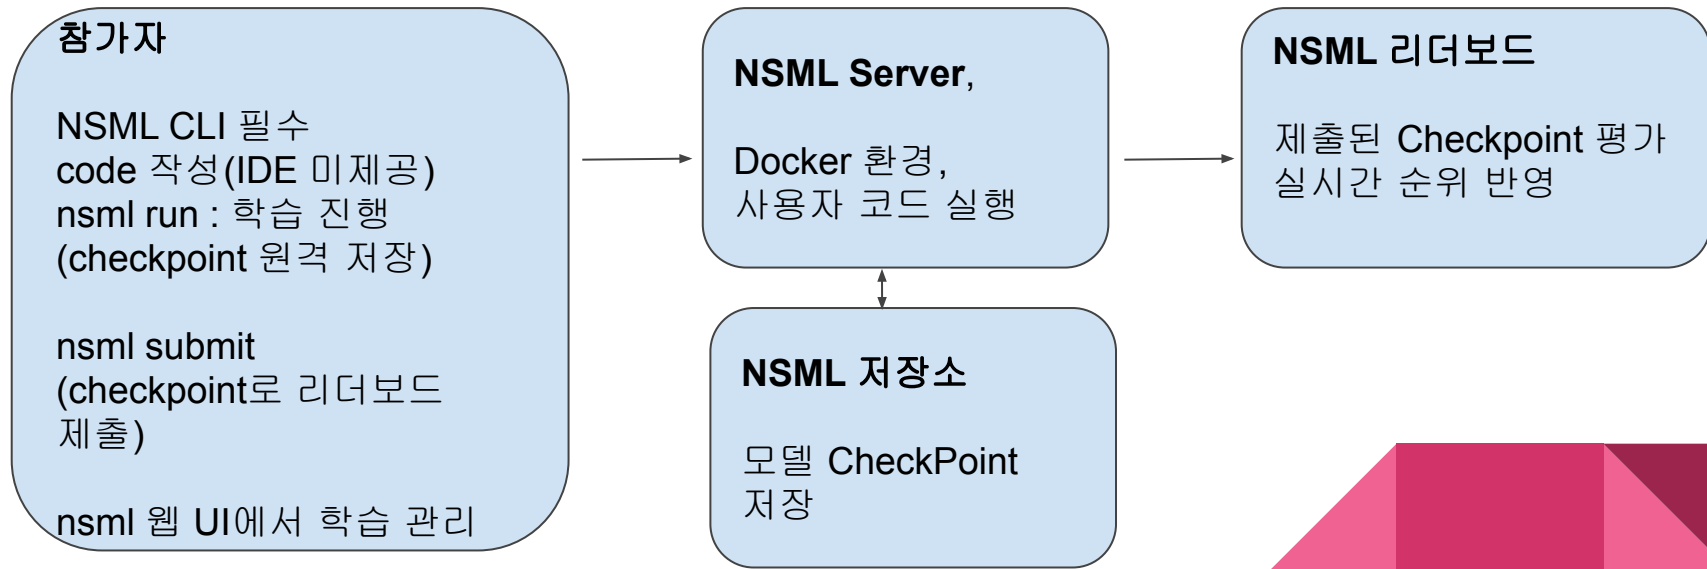 참가자
NSML CLI 필수
code 작성(IDE 미제공)
nsml run : 학습 진행
(checkpoint 원격 저장)
nsml submit
(checkpoint로 리더보드
제출)
nsml 웹 UI에서 학습 관리
NSML Server,
Docker 환경,
사용자 코드 실행
NSML 저장소
모델 CheckPoint
저장
NSML 리더보드
제출된 Checkpoint 평가
실시간 순위 반영